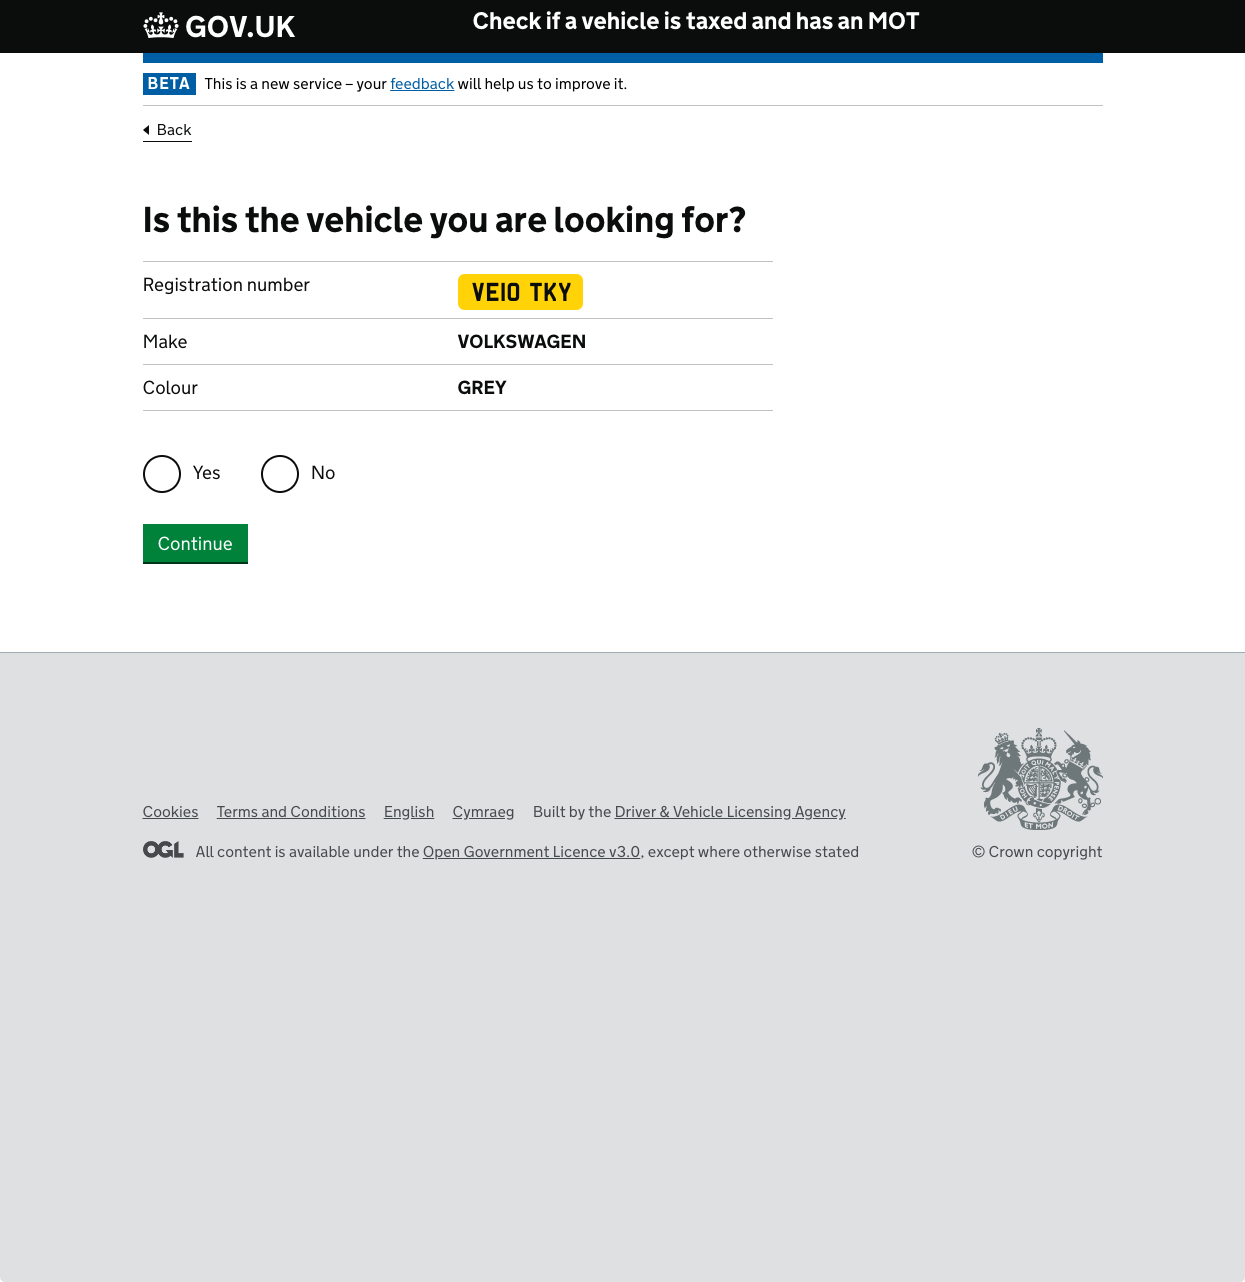 GOV.UK
Check if a vehicle is taxed and has an MOT
BETA This is a new service – your feedback will help us to improve it.
Back
Is this the vehicle you are looking for?
Registration number VE10 TKY
Make VOLKSWAGEN
Colour GREY
Yes No
Continue
Cookies Terms and Conditions English Cymraeg Built by the Driver & Vehicle Licensing Agency
OGL All content is available under the Open Government Licence v3.0, except where otherwise stated
DIEU ET MON DROIT
© Crown copyright